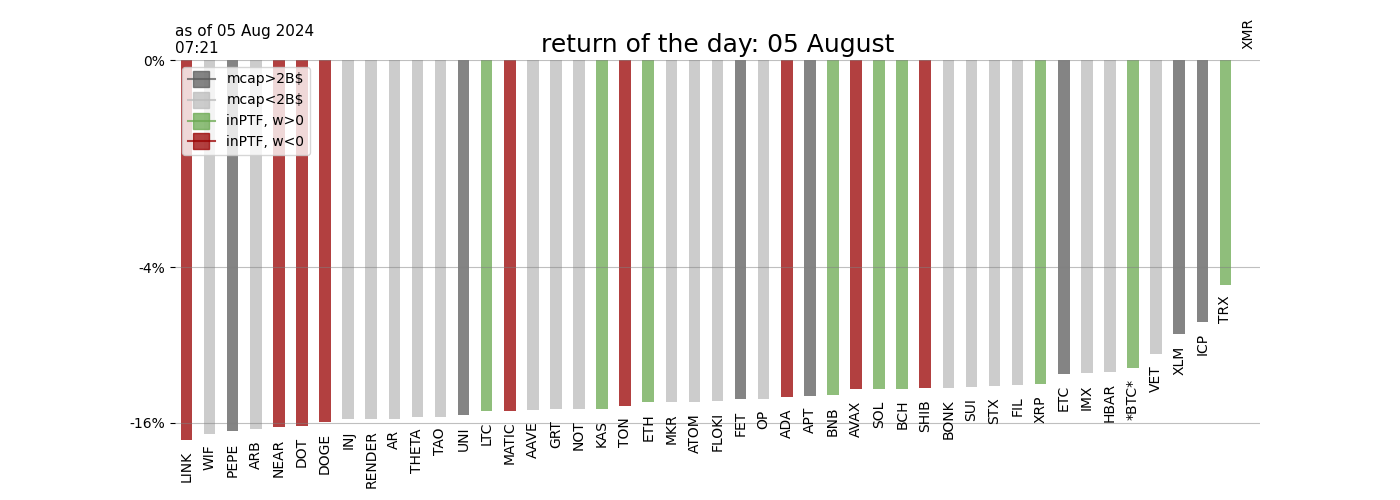 as of 05 Aug 2024
07:21
return of the day: 05 August
XMR
0%
-4%
-16%
mcap>2B$
mcap<2B$
inPTF, w>0
inPTF, w<0
LINK
WIF
PEPE
ARB
NEAR
DOT
DOGE
INJ
RENDER
AR
THETA
TAO
UNI
LTC
MATIC
AAVE
GRT
NOT
KAS
TON
ETH
MKR
ATOM
FLOKI
FET
OP
ADA
APT
BNB
AVAX
SOL
BCH
SHIB
BONK
SUI
STX
FIL
XRP
ETC
IMX
HBAR
*BTC*
VET
XLM
ICP
TRX